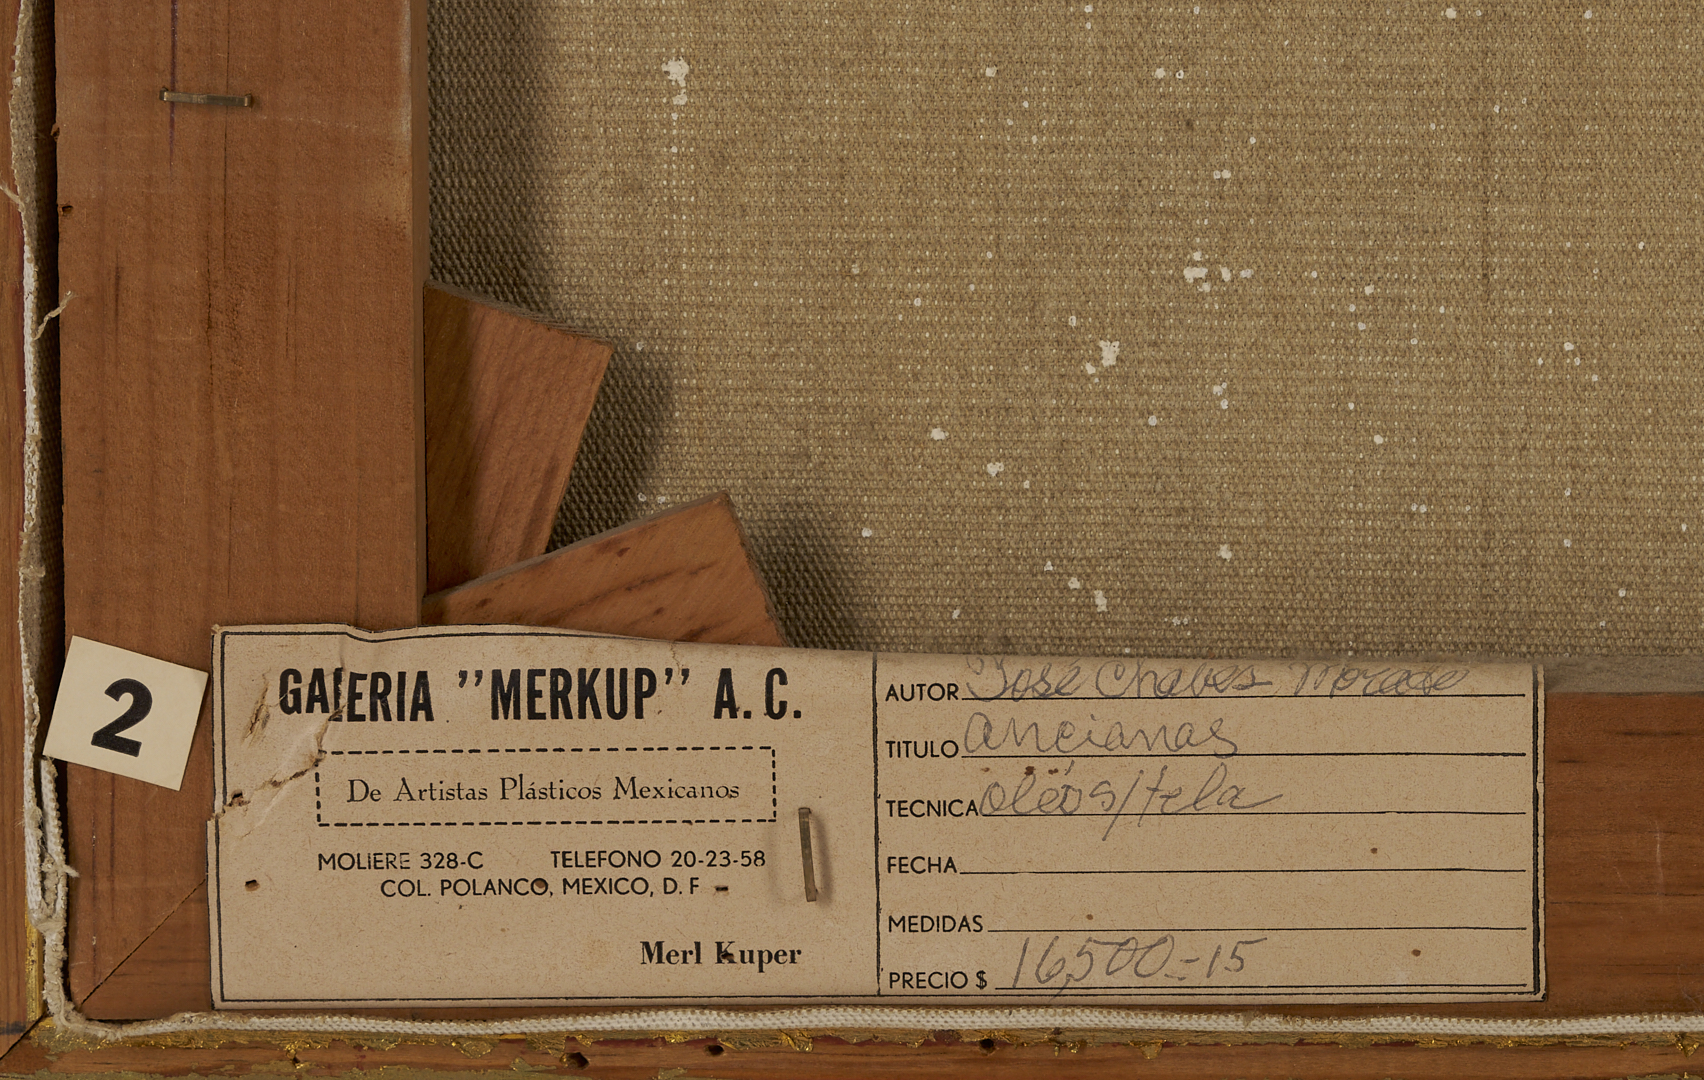 2
GALERIA "MERKUP" A. C.
De Artistas Plásticos Mexicanos
MOLIERE 328-C TELEFONO 20-23-58
COL. POLANCO, MEXICO, D. F
Merl Kuper
AUTOR José Chaves Morado
TITULO Ancianas
TECNICA oleo s/tela
FECHA
MEDIDAS
PRECIO $ 16,500=15